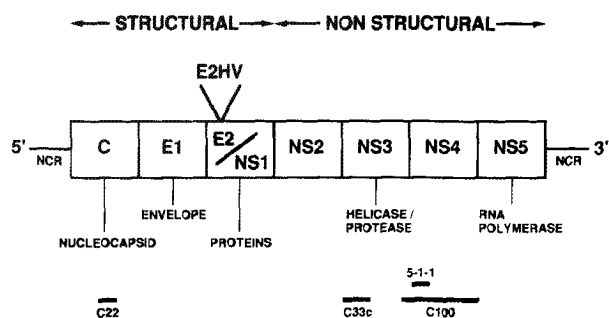 STRUCTURAL NON STRUCTURAL
E2HV
5' NCR C E1 E2/NS1 NS2 NS3 NS4 NS5 NCR 3'
ENVELOPE HELICASE / PROTEASE RNA POLYMERASE
NUCLEOCAPSID PROTEINS
5-1-1
C22 C33c C100